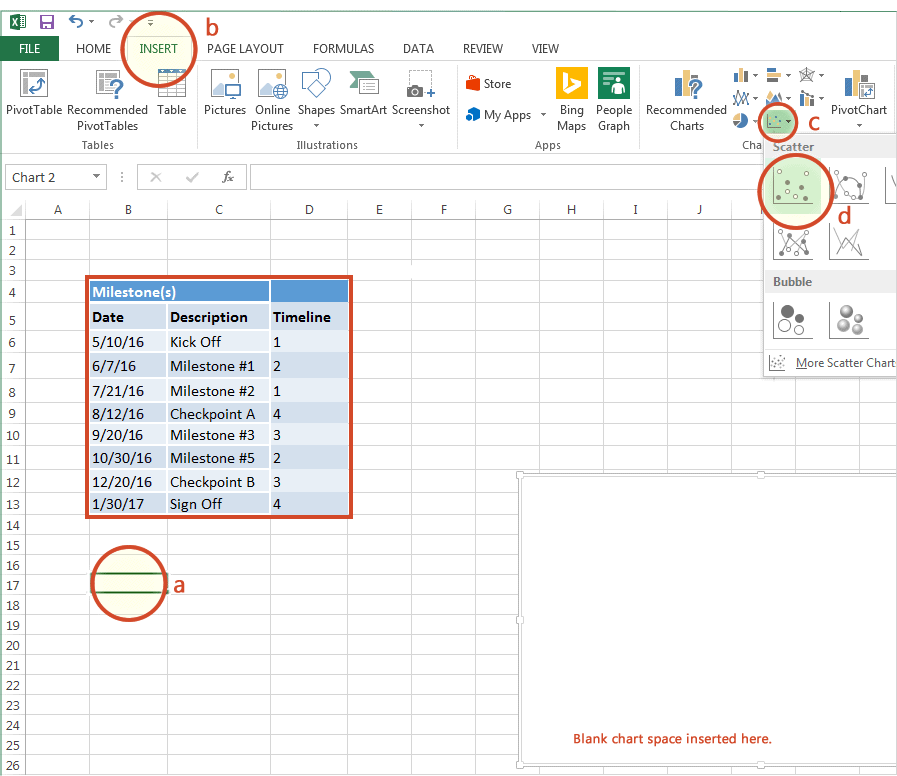 b
FILE HOME INSERT PAGE LAYOUT FORMULAS DATA REVIEW VIEW
PivotTable Recommended PivotTables Table
Tables
Pictures Online Pictures Shapes SmartArt Screenshot
Illustrations
Store
My Apps
Bing Maps People Graph
Apps
Recommended Charts
PivotChart
c
Cha
Scatter
d
Bubble
More Scatter Chart
Chart 2
fx
A B C D E F G H I J
1
2
3
4 Milestone(s)
5 Date Description Timeline
6 5/10/16 Kick Off 1
7 6/7/16 Milestone #1 2
8 7/21/16 Milestone #2 1
9 8/12/16 Checkpoint A 4
10 9/20/16 Milestone #3 3
11 10/30/16 Milestone #5 2
12 12/20/16 Checkpoint B 3
13 1/30/17 Sign Off 4
14
15
16
17 a
18
19
20
21
22
23
24
Blank chart space inserted here.
25
26